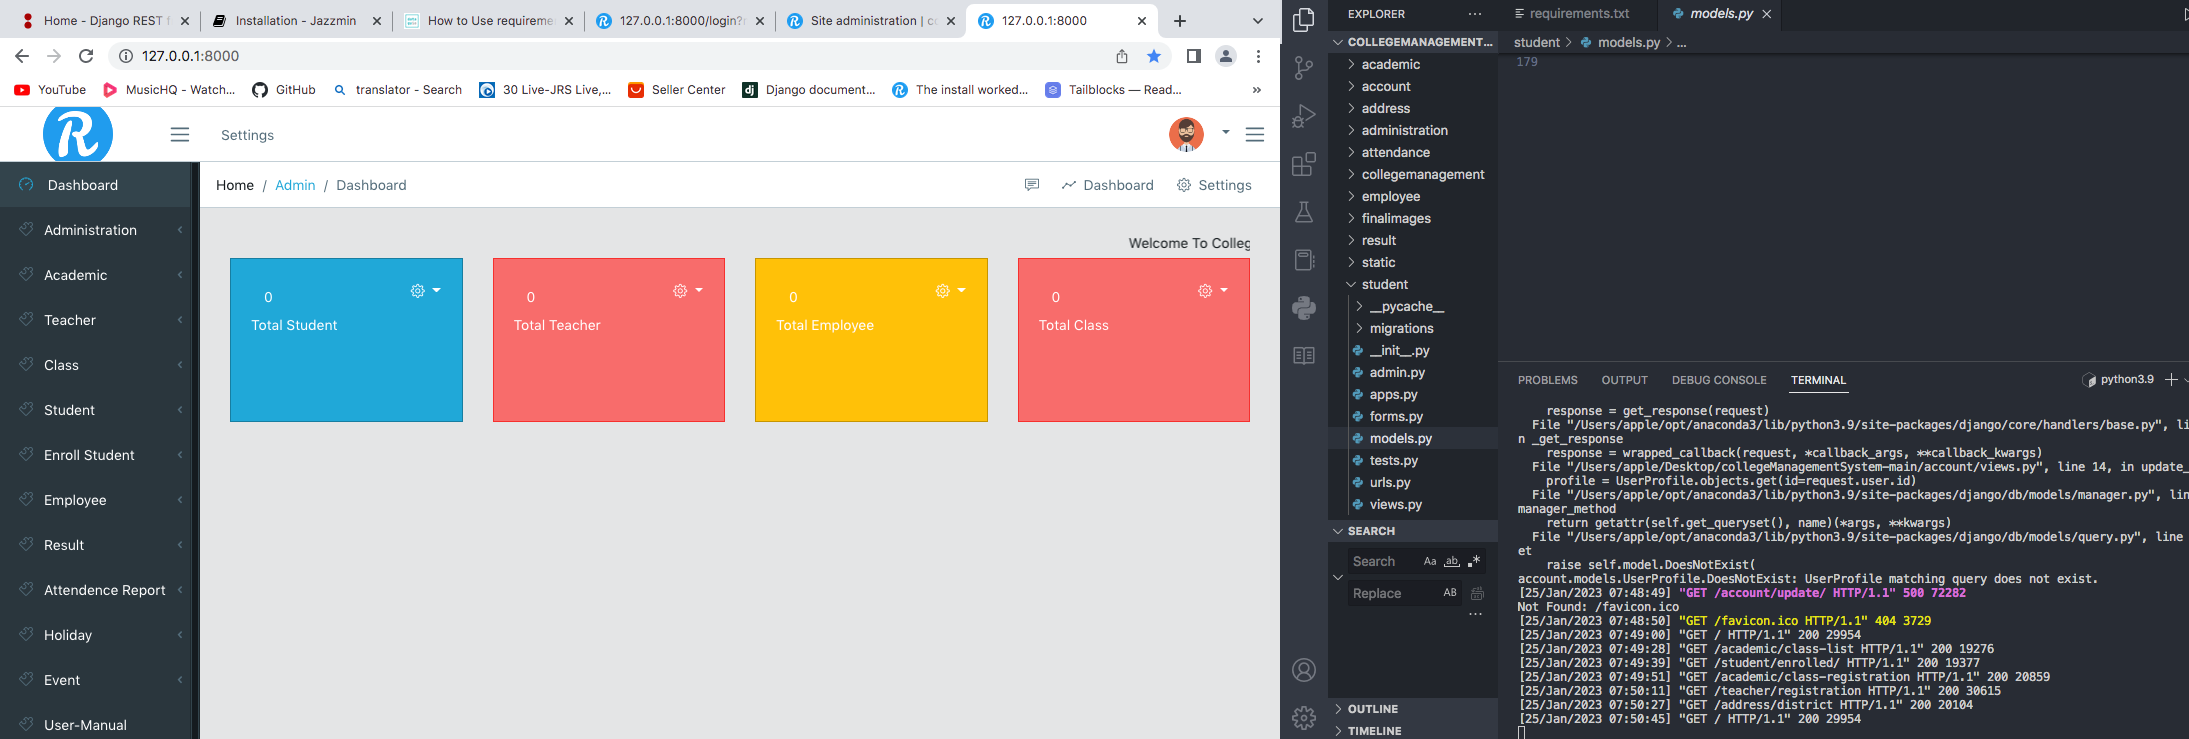 Home - Django REST f
Installation - Jazzmin
How to Use requireme
127.0.0.1:8000/login?
Site administration | c
127.0.0.1:8000
127.0.0.1:8000
YouTube
MusicHQ - Watch...
GitHub
translator - Search
30 Live-JRS Live,...
Seller Center
Django document...
The install worked...
Tailblocks — Read...
»
R
Settings
Dashboard
Administration
Academic
Teacher
Class
Student
Enroll Student
Employee
Result
Attendence Report
Holiday
Event
User-Manual
Home / Admin / Dashboard
Dashboard
Settings
Welcome To Colleg
0
Total Student
0
Total Teacher
0
Total Employee
0
Total Class
EXPLORER
COLLEGEMANAGEMENT...
academic
account
address
administration
attendance
collegemanagement
employee
finalimages
result
static
student
__pycache__
migrations
__init__.py
admin.py
apps.py
forms.py
models.py
tests.py
urls.py
views.py
SEARCH
Search
Aa ab .*
Replace
AB
OUTLINE
TIMELINE
requirements.txt
models.py
student > models.py > ...
179
PROBLEMS OUTPUT DEBUG CONSOLE TERMINAL
python3.9
response = get_response(request)
File "/Users/apple/opt/anaconda3/lib/python3.9/site-packages/django/core/handlers/base.py", li
n _get_response
response = wrapped_callback(request, *callback_args, **callback_kwargs)
File "/Users/apple/Desktop/collegeManagementSystem-main/account/views.py", line 14, in update_
profile = UserProfile.objects.get(id=request.user.id)
File "/Users/apple/opt/anaconda3/lib/python3.9/site-packages/django/db/models/manager.py", lin
manager_method
return getattr(self.get_queryset(), name)(*args, **kwargs)
File "/Users/apple/opt/anaconda3/lib/python3.9/site-packages/django/db/models/query.py", line
et
raise self.model.DoesNotExist(
account.models.UserProfile.DoesNotExist: UserProfile matching query does not exist.
[25/Jan/2023 07:48:49] "GET /account/update/ HTTP/1.1" 500 72282
Not Found: /favicon.ico
[25/Jan/2023 07:48:50] "GET /favicon.ico HTTP/1.1" 404 3729
[25/Jan/2023 07:49:00] "GET / HTTP/1.1" 200 29954
[25/Jan/2023 07:49:28] "GET /academic/class-list HTTP/1.1" 200 19276
[25/Jan/2023 07:49:39] "GET /student/enrolled/ HTTP/1.1" 200 19377
[25/Jan/2023 07:49:51] "GET /academic/class-registration HTTP/1.1" 200 20859
[25/Jan/2023 07:50:11] "GET /teacher/registration HTTP/1.1" 200 30615
[25/Jan/2023 07:50:27] "GET /address/district HTTP/1.1" 200 20104
[25/Jan/2023 07:50:45] "GET / HTTP/1.1" 200 29954